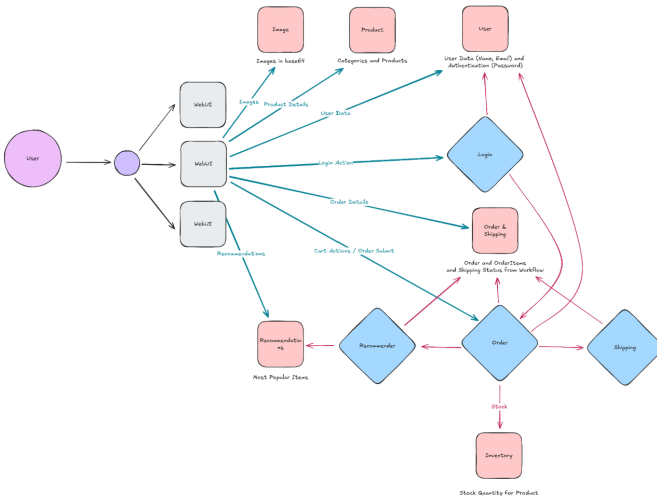 Image
Product
User
Images in base64
Categories and Products
User Data (Name, Email) and
Authentication (Password)
WebUI
Images
Product Details
User Data
User
WebUI
Login Action
Login
Order Details
WebUI
Order &
Shipping
Recommendations
Cart Actions / Order Submit
Order and OrderItems
and Shipping Status from Workflow
Recommendatio
ns
Recommender
Order
Shipping
Most Popular Items
Stock
Inventory
Stock Quantity for Product